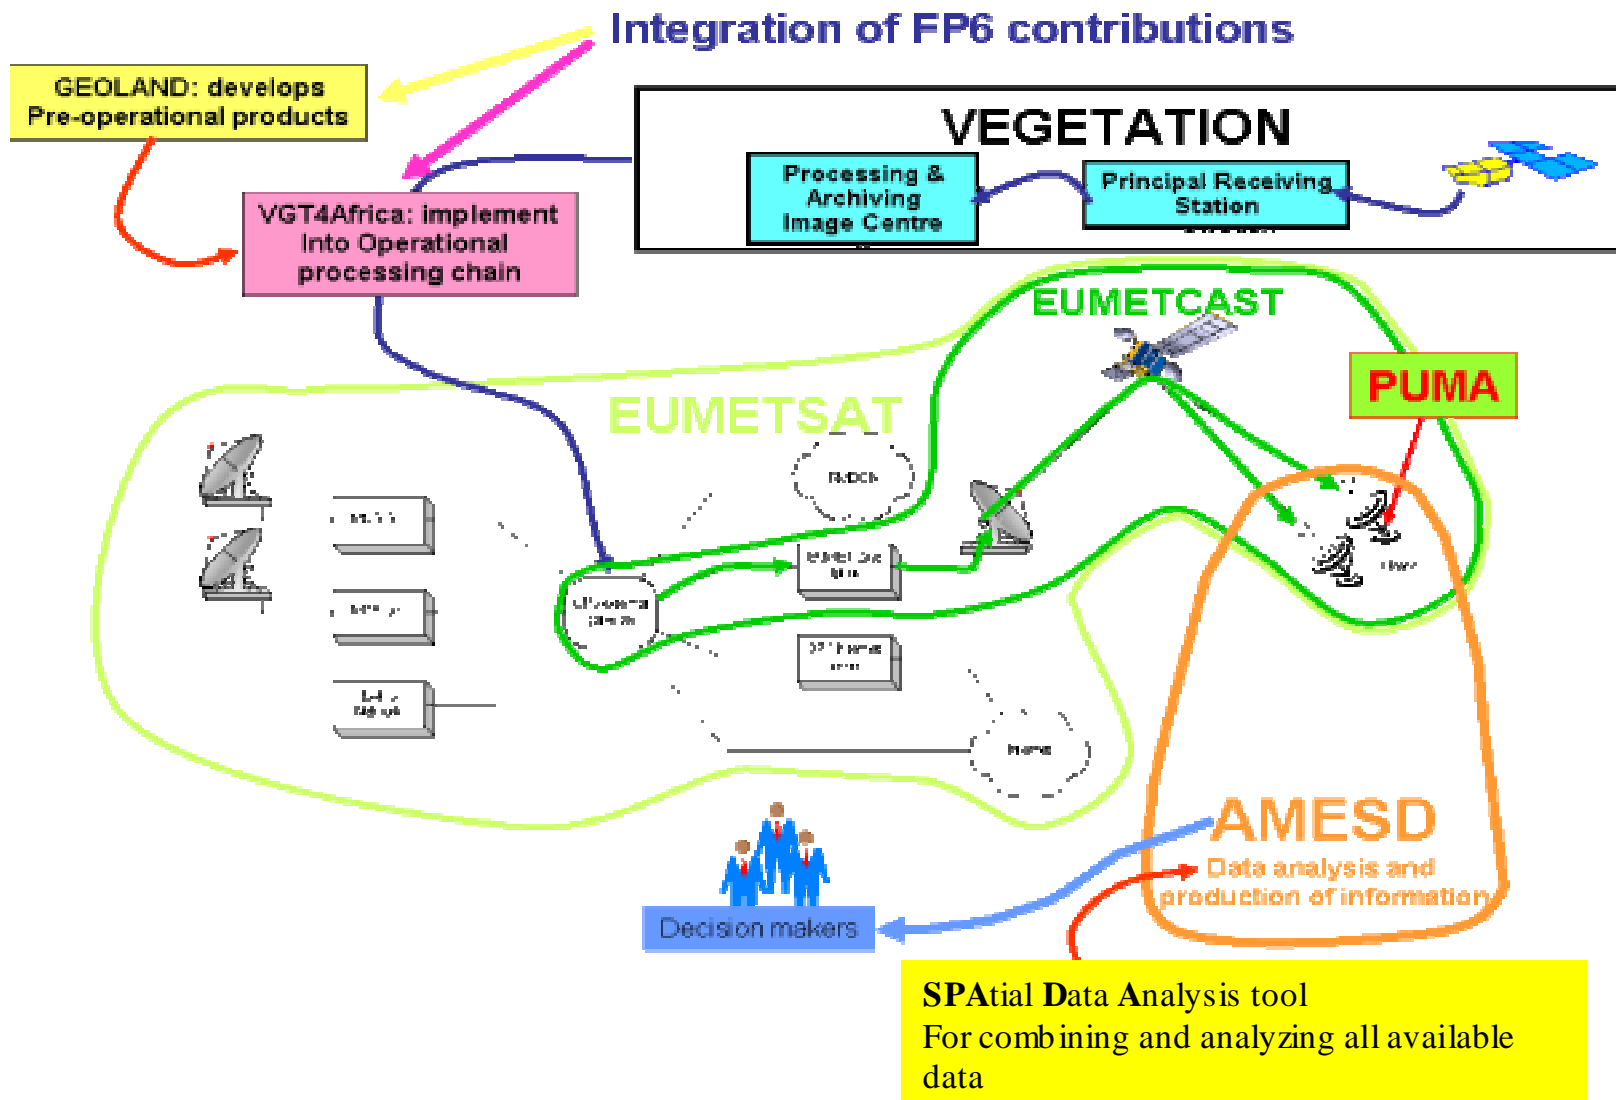 Integration of FP6 contributions
GEOLAND: develops
Pre-operational products
VEGETATION
Processing &
Archiving
Image Centre
Principal Receiving
Station
VGT4Africa: implement
Into Operational
processing chain
EUMETCAST
PUMA
EUMETSAT
AMESD
Data analysis and
production of information
Decision makers
SPAtial Data Analysis tool
For combining and analyzing all available
data